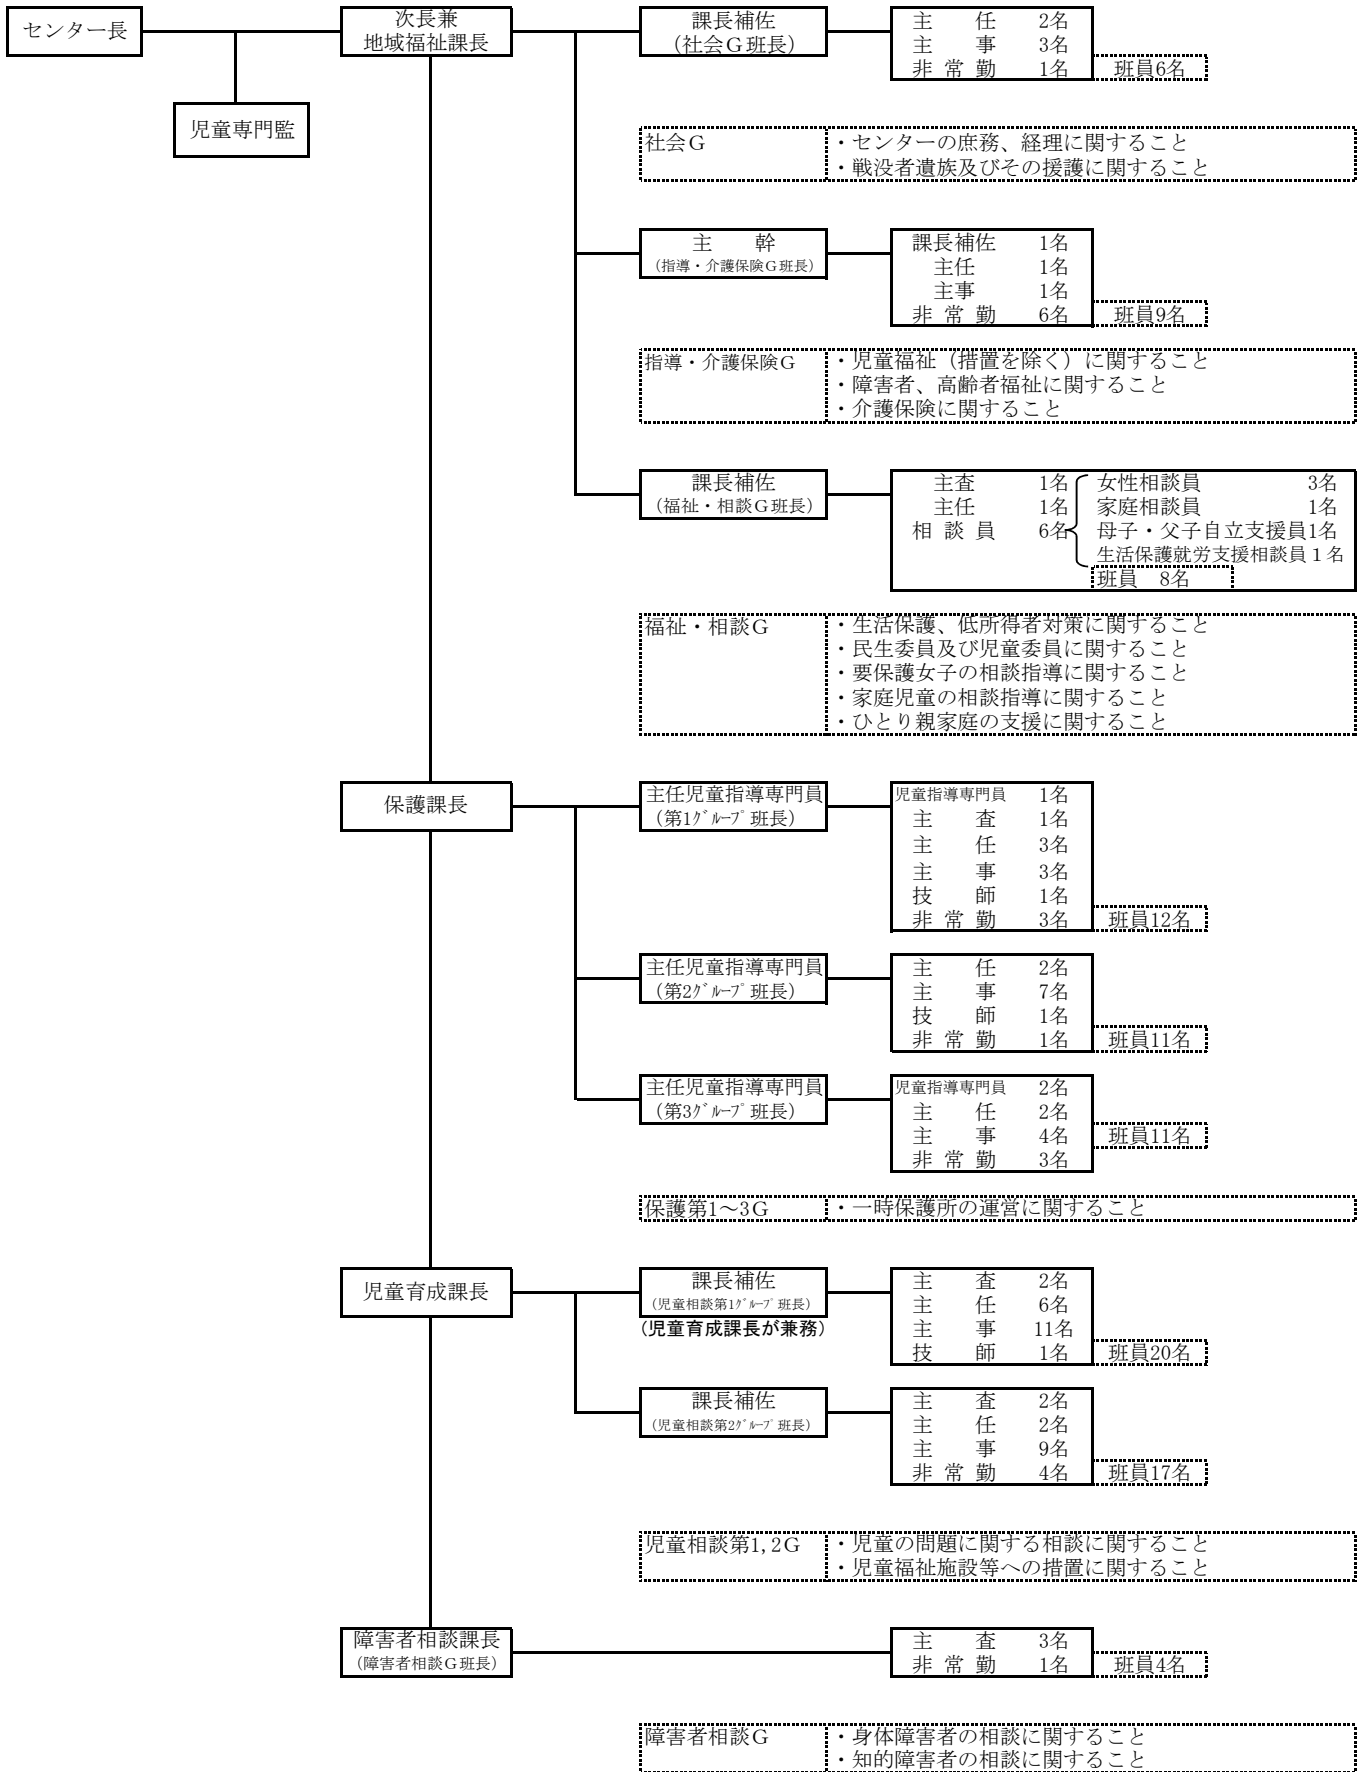 センター長
次長兼
地域福祉課長
児童専門監
課長補佐
(社会G班長)
主　　任　2名
主　　事　3名
非 常 勤　1名
班員6名
社会G
・センターの庶務、経理に関すること
・戦没者遺族及びその援護に関すること
主　　幹
(指導・介護保険G班長)
課長補佐　1名
主任　1名
主事　1名
非 常 勤　6名
班員9名
指導・介護保険G
・児童福祉（措置を除く）に関すること
・障害者、高齢者福祉に関すること
・介護保険に関すること
課長補佐
(福祉・相談G班長)
主査　1名
主任　1名
相 談 員　6名
女性相談員　3名
家庭相談員　1名
母子・父子自立支援員1名
生活保護就労支援相談員１名
班員　8名
福祉・相談G
・生活保護、低所得者対策に関すること
・民生委員及び児童委員に関すること
・要保護女子の相談指導に関すること
・家庭児童の相談指導に関すること
・ひとり親家庭の支援に関すること
保護課長
主任児童指導専門員
(第1ｸﾞﾙｰﾌﾟ班長)
児童指導専門員　1名
主　　査　1名
主　　任　3名
主　　事　3名
技　　師　1名
非 常 勤　3名
班員12名
主任児童指導専門員
(第2ｸﾞﾙｰﾌﾟ班長)
主　　任　2名
主　　事　7名
技　　師　1名
非 常 勤　1名
班員11名
主任児童指導専門員
(第3ｸﾞﾙｰﾌﾟ班長)
児童指導専門員　2名
主　　任　2名
主　　事　4名
非 常 勤　3名
班員11名
保護第1～3G
・一時保護所の運営に関すること
児童育成課長
課長補佐
(児童相談第1ｸﾞﾙｰﾌﾟ班長)
(児童育成課長が兼務)
主　　査　2名
主　　任　6名
主　　事　11名
技　　師　1名
班員20名
課長補佐
(児童相談第2ｸﾞﾙｰﾌﾟ班長)
主　　査　2名
主　　任　2名
主　　事　9名
非 常 勤　4名
班員17名
児童相談第1,2G
・児童の問題に関する相談に関すること
・児童福祉施設等への措置に関すること
障害者相談課長
(障害者相談G班長)
主　　査　3名
非 常 勤　1名
班員4名
障害者相談G
・身体障害者の相談に関すること
・知的障害者の相談に関すること